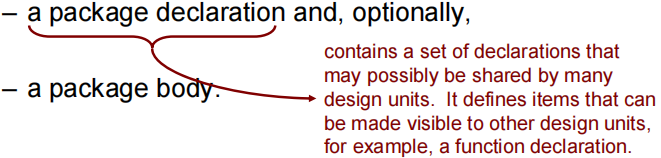 – a package declaration and, optionally,
– a package body.
contains a set of declarations that
may possibly be shared by many
design units.  It defines items that can
be made visible to other design units,
for example, a function declaration.